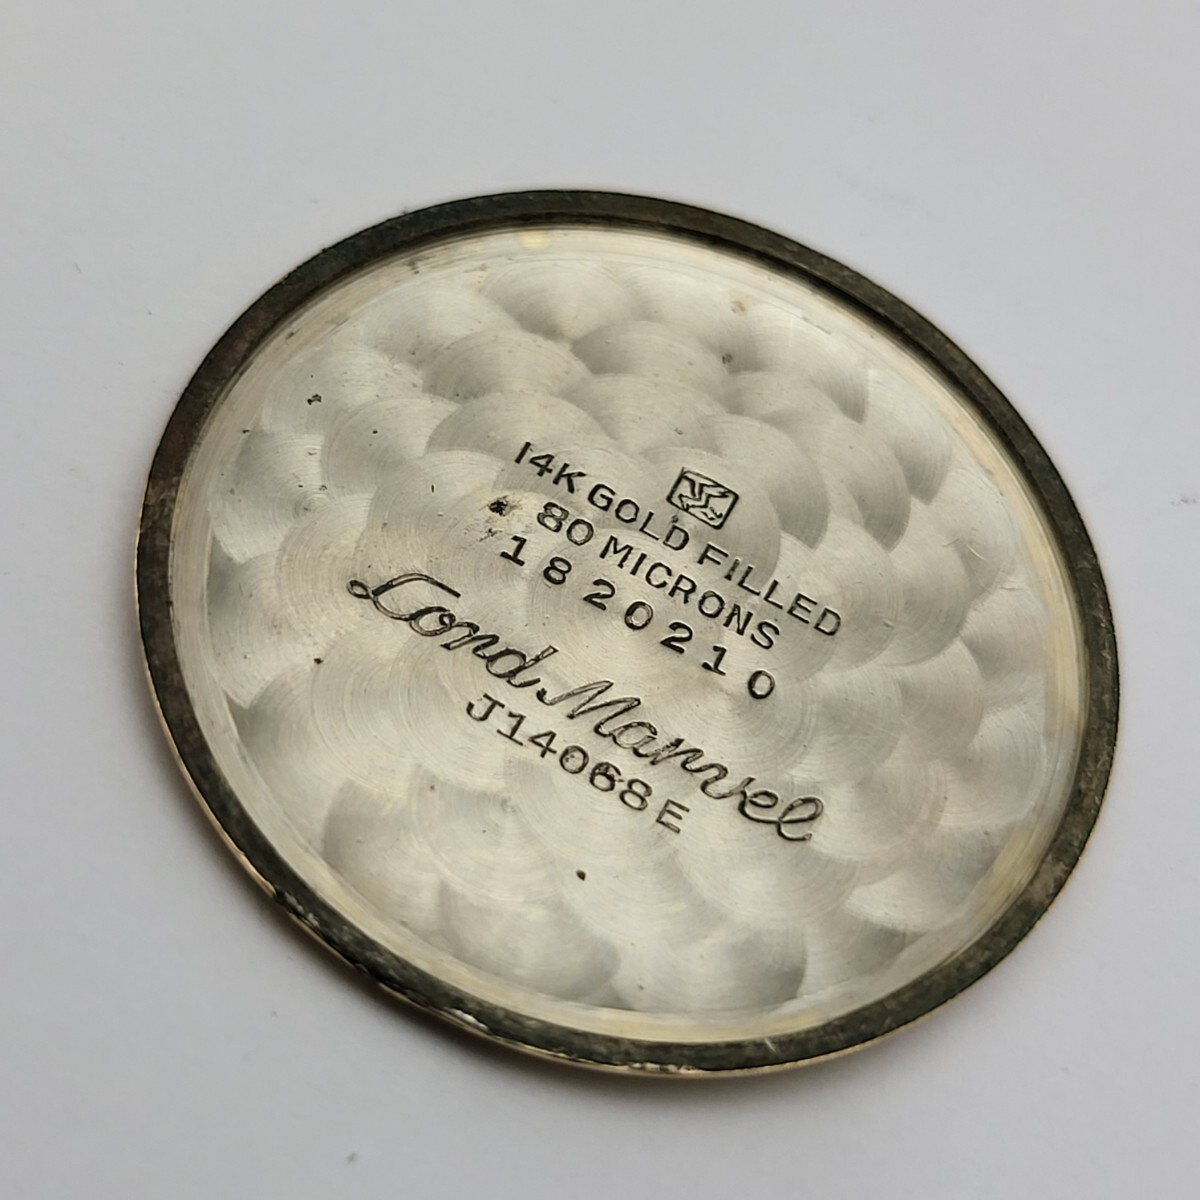 14K GOLD FILLED
80 MICRONS
1820210
Lord Marvel
J14068E